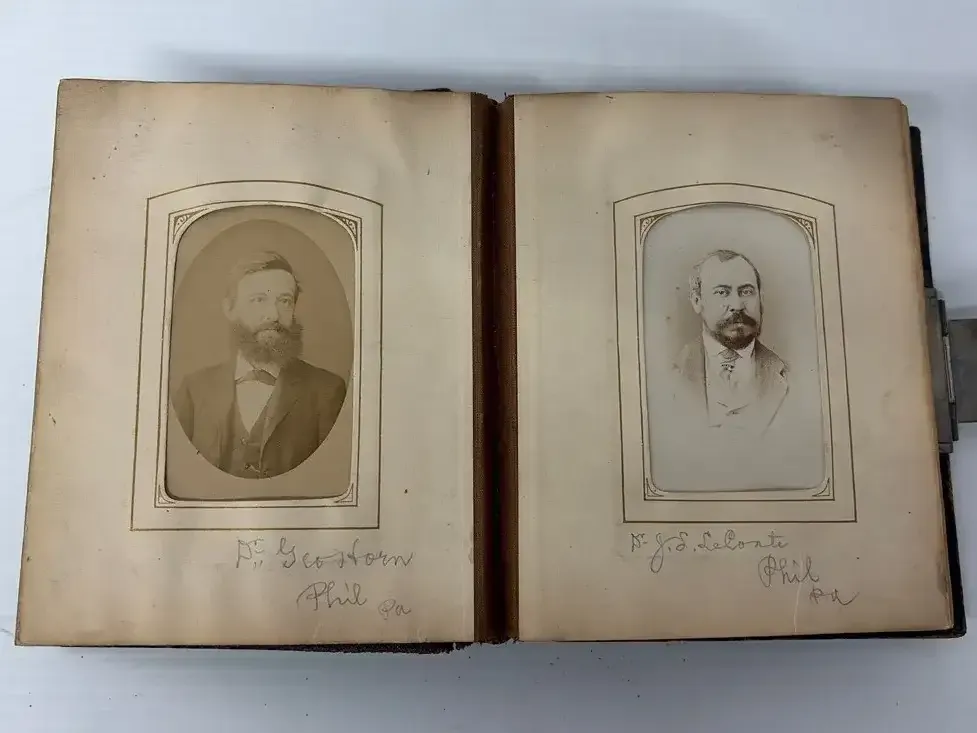 Dr. Geo Horn
Phil Pa
Dr J. L. LeConte
Phil
Pa